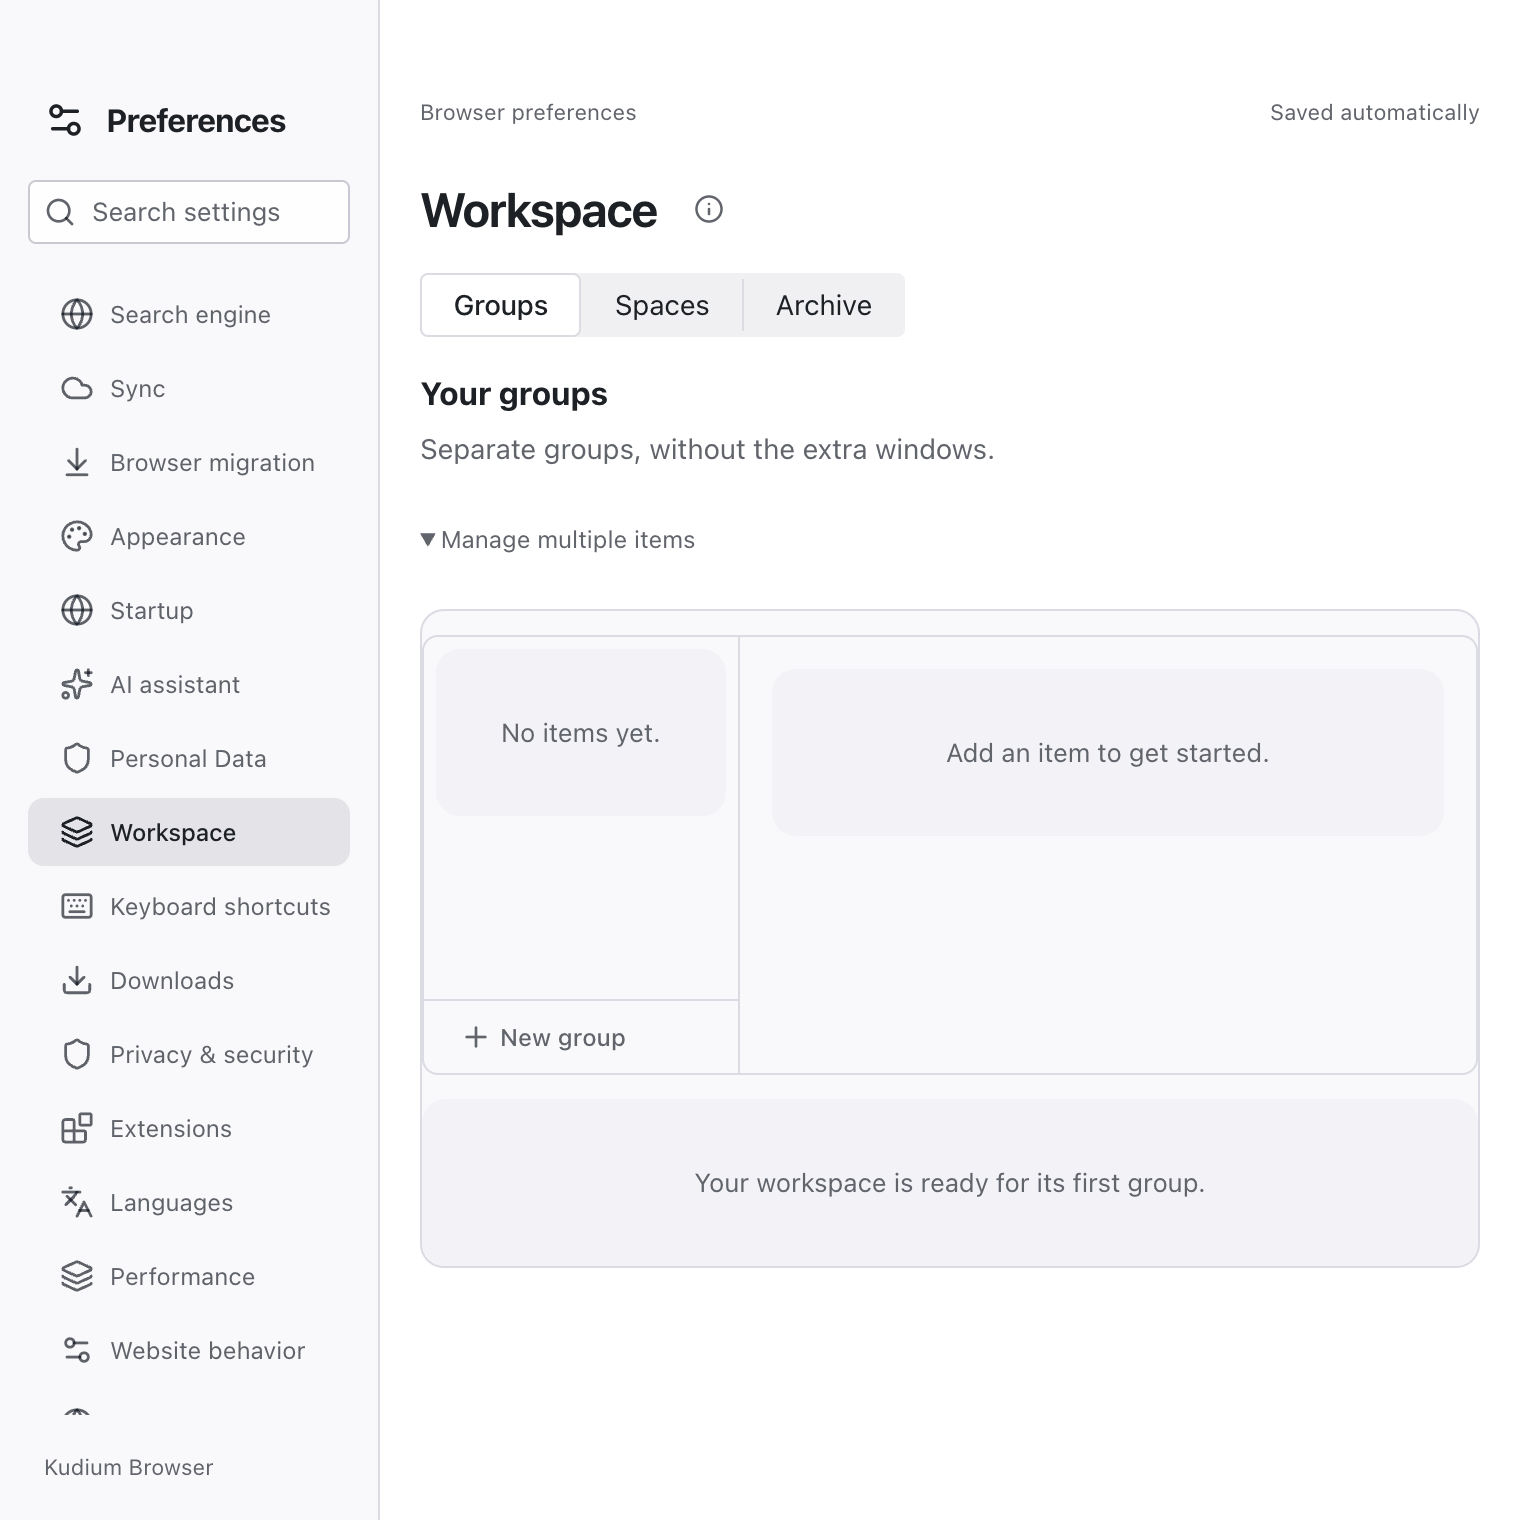 Preferences
Search settings
Search engine
Sync
Browser migration
Appearance
Startup
AI assistant
Personal Data
Workspace
Keyboard shortcuts
Downloads
Privacy & security
Extensions
Languages
Performance
Website behavior
Kudium Browser
Browser preferences
Saved automatically
Workspace
Groups
Spaces
Archive
Your groups
Separate groups, without the extra windows.
Manage multiple items
No items yet.
Add an item to get started.
New group
Your workspace is ready for its first group.